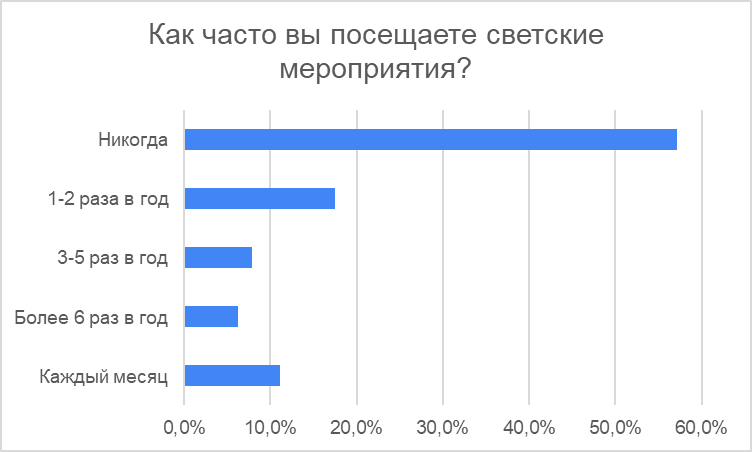 Как часто вы посещаете светские
мероприятия?
Никогда
1-2 раза в год
3-5 раз в год
Более 6 раз в год
Каждый месяц
0,0% 10,0% 20,0% 30,0% 40,0% 50,0% 60,0%